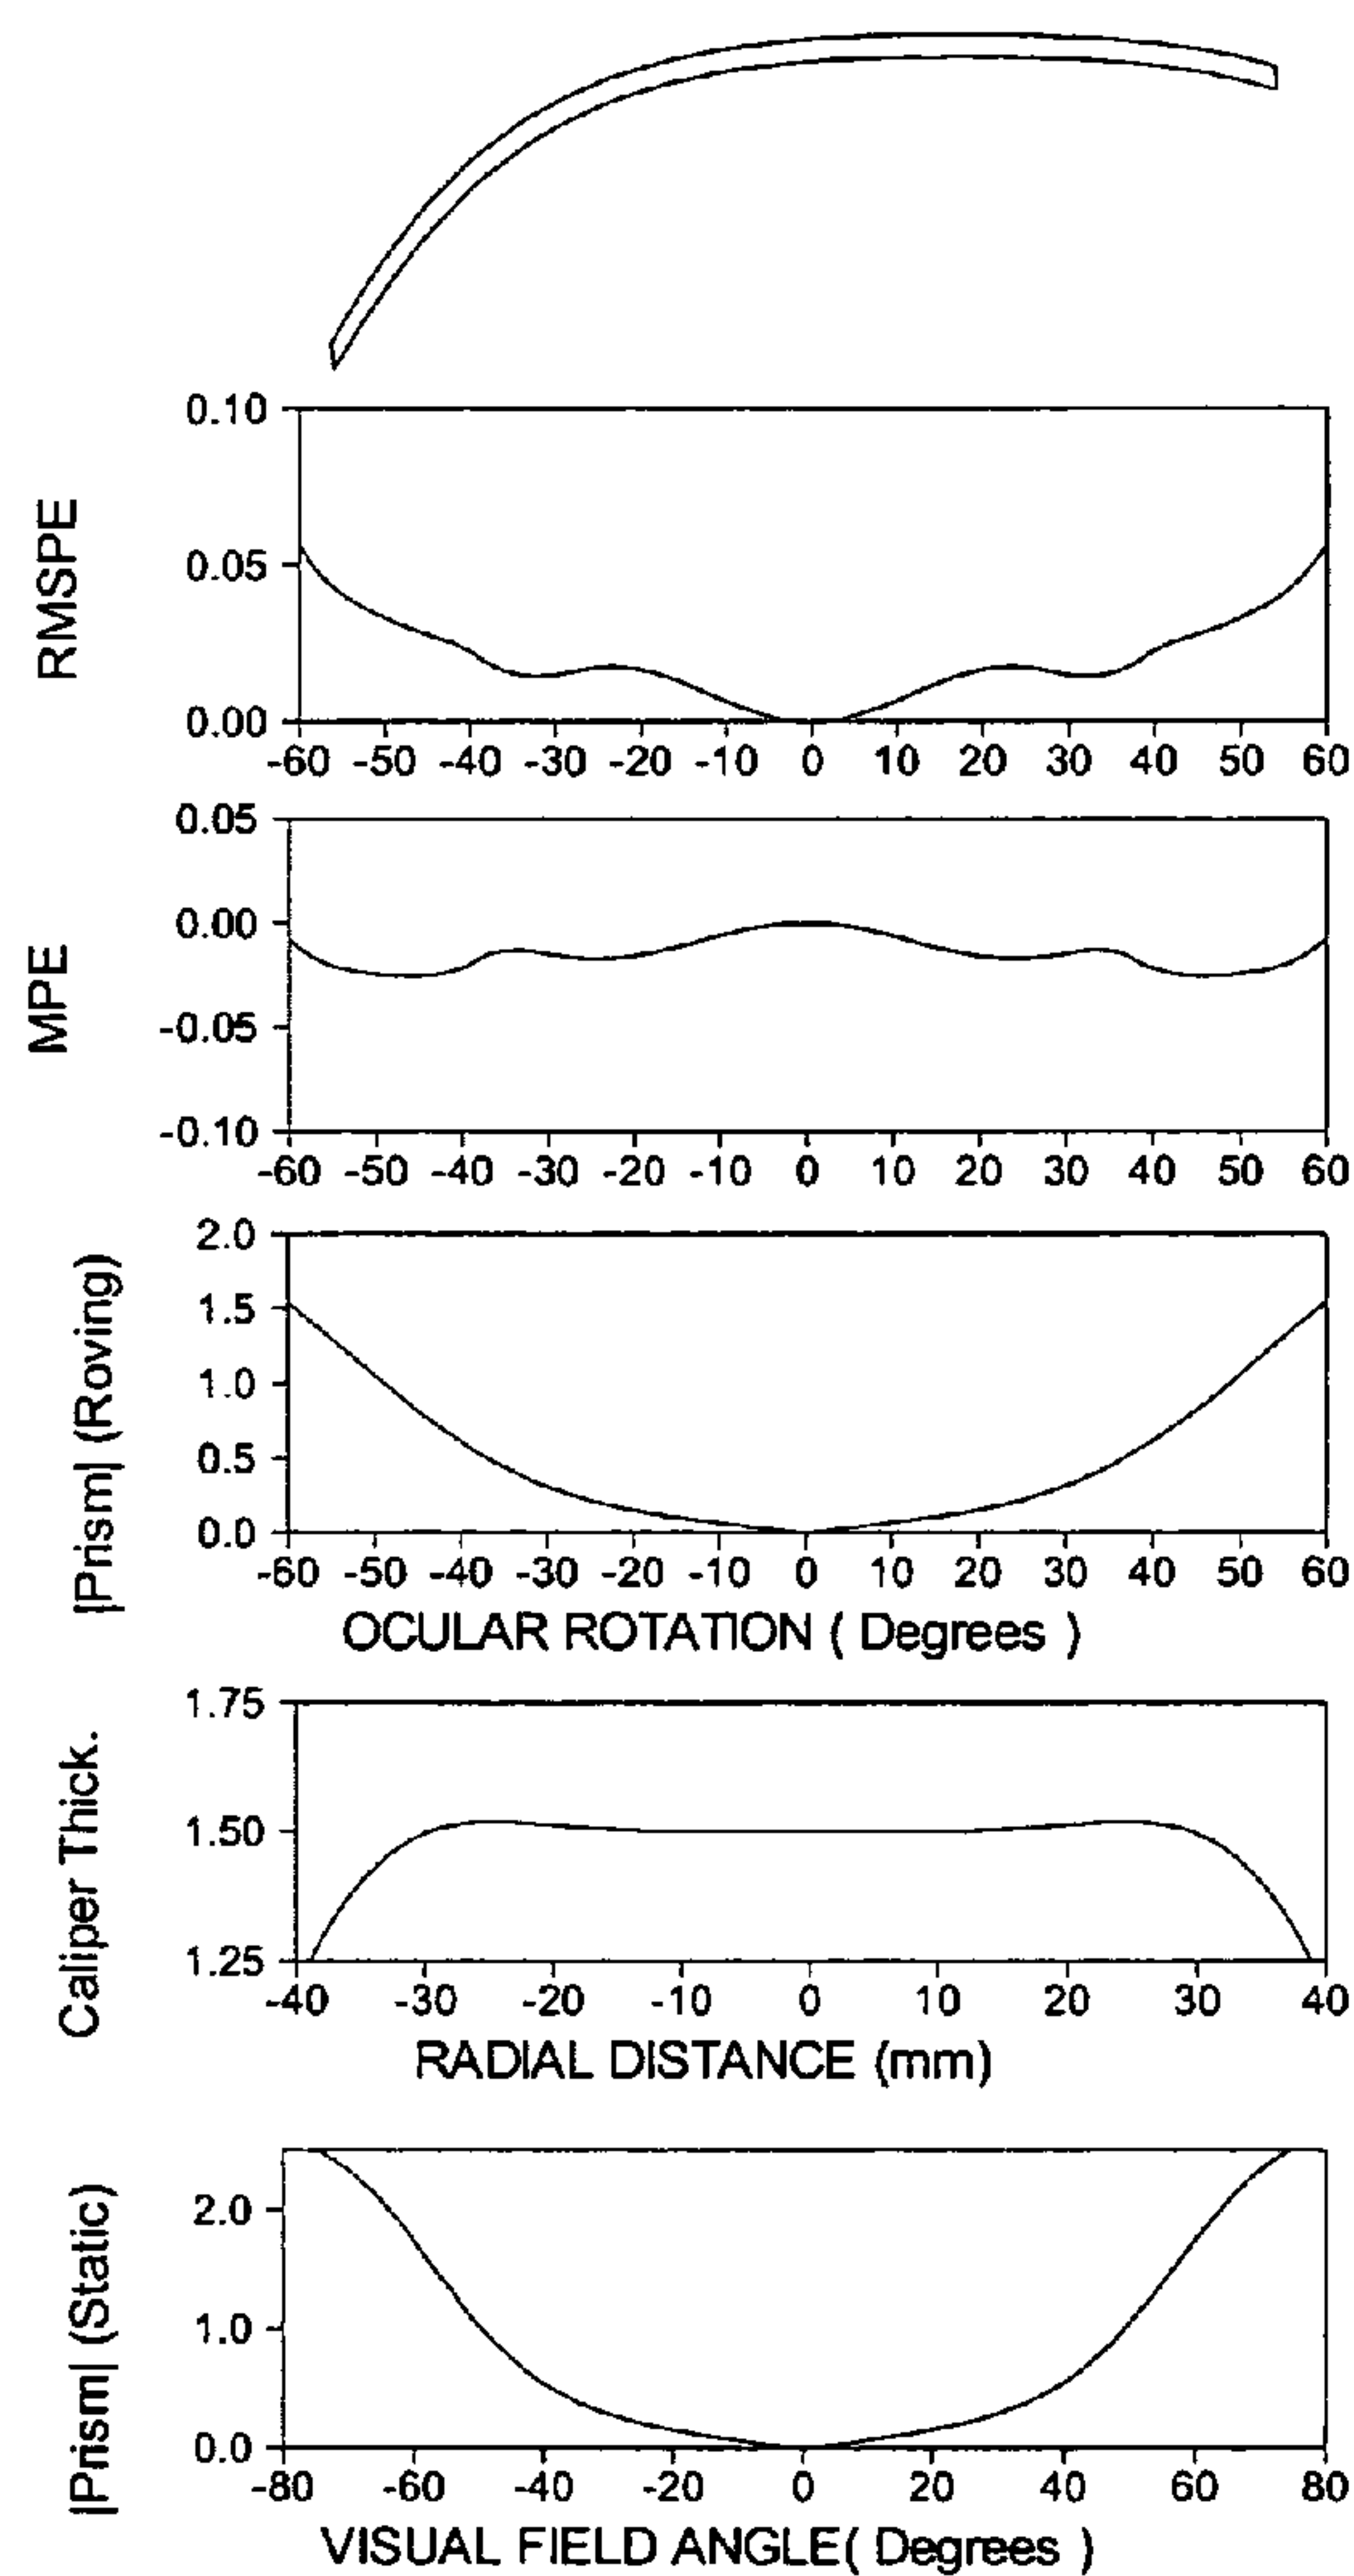 0.10
0.05
0.00
RMSPE
-60 -50 -40 -30 -20 -10 0 10 20 30 40 50 60
0.05
0.00
-0.05
-0.10
MPE
-60 -50 -40 -30 -20 -10 0 10 20 30 40 50 60
2.0
1.5
1.0
0.5
0.0
|Prism| (Roving)
-60 -50 -40 -30 -20 -10 0 10 20 30 40 50 60
OCULAR ROTATION ( Degrees )
1.75
1.50
1.25
Caliper Thick.
-40 -30 -20 -10 0 10 20 30 40
RADIAL DISTANCE (mm)
2.0
1.0
0.0
|Prism| (Static)
-80 -60 -40 -20 0 20 40 60 80
VISUAL FIELD ANGLE( Degrees )